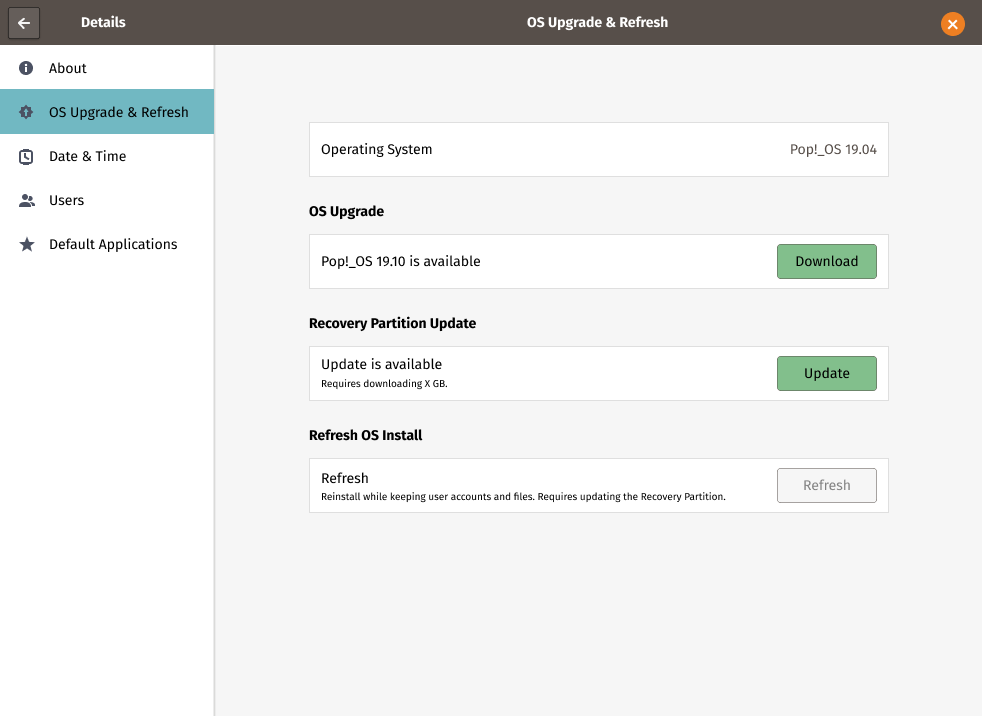 Details
OS Upgrade & Refresh
About
OS Upgrade & Refresh
Date & Time
Users
Default Applications
Operating System
Pop!_OS 19.04
OS Upgrade
Pop!_OS 19.10 is available
Download
Recovery Partition Update
Update is available
Requires downloading X GB.
Update
Refresh OS Install
Refresh
Reinstall while keeping user accounts and files. Requires updating the Recovery Partition.
Refresh